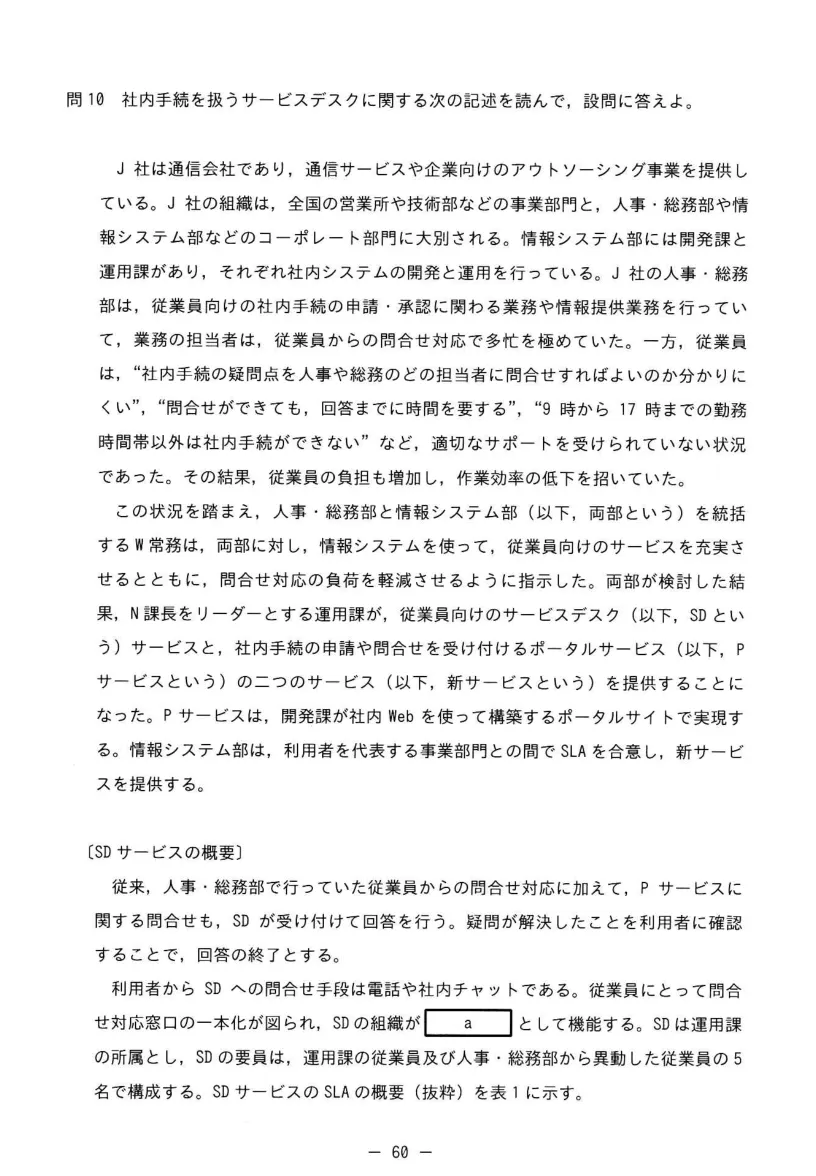 問10 社内手続を扱うサービスデスクに関する次の記述を読んで，設問に答えよ。
J 社は通信会社であり，通信サービスや企業向けのアウトソーシング事業を提供し
ている。J 社の組織は，全国の営業所や技術部などの事業部門と，人事・総務部や情
報システム部などのコーポレート部門に大別される。情報システム部には開発課と
運用課があり，それぞれ社内システムの開発と運用を行っている。J 社の人事・総務
部は，従業員向けの社内手続の申請・承認に関わる業務や情報提供業務を行ってい
て，業務の担当者は，従業員からの問合せ対応で多忙を極めていた。一方，従業員
は，“社内手続の疑問点を人事や総務のどの担当者に問合せすればよいのか分かりに
くい”，“問合せができても，回答までに時間を要する”，“9 時から 17 時までの勤務
時間帯以外は社内手続ができない” など，適切なサポートを受けられていない状況
であった。その結果，従業員の負担も増加し，作業効率の低下を招いていた。
この状況を踏まえ，人事・総務部と情報システム部（以下，両部という）を統括
する W 常務は，両部に対し，情報システムを使って，従業員向けのサービスを充実さ
せるとともに，問合せ対応の負荷を軽減させるように指示した。両部が検討した結
果，N 課長をリーダーとする運用課が，従業員向けのサービスデスク（以下，SD とい
う）サービスと，社内手続の申請や問合せを受け付けるポータルサービス（以下，P
サービスという）の二つのサービス（以下，新サービスという）を提供することに
なった。P サービスは，開発課が社内 Web を使って構築するポータルサイトで実現す
る。情報システム部は，利用者を代表する事業部門との間で SLA を合意し，新サービ
スを提供する。
〔SD サービスの概要〕
従来，人事・総務部で行っていた従業員からの問合せ対応に加えて，P サービスに
関する問合せも，SD が受け付けて回答を行う。疑問が解決したことを利用者に確認
することで，回答の終了とする。
利用者から SD への問合せ手段は電話や社内チャットである。従業員にとって問合
せ対応窓口の一本化が図られ，SD の組織が a として機能する。SD は運用課
の所属とし，SD の要員は，運用課の従業員及び人事・総務部から異動した従業員の 5
名で構成する。SD サービスの SLA の概要（抜粋）を表 1 に示す。
－ 60 －